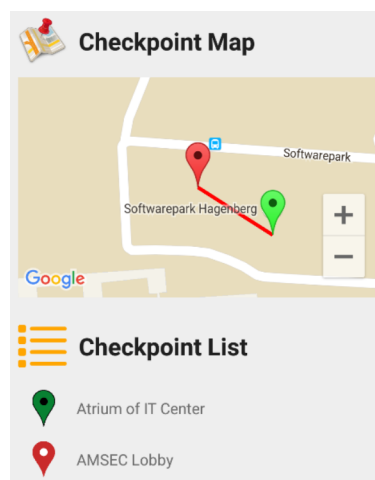 Checkpoint Map
Softwarepark
Softwarepark Hagenberg
+
−
Google
Checkpoint List
Atrium of IT Center
AMSEC Lobby